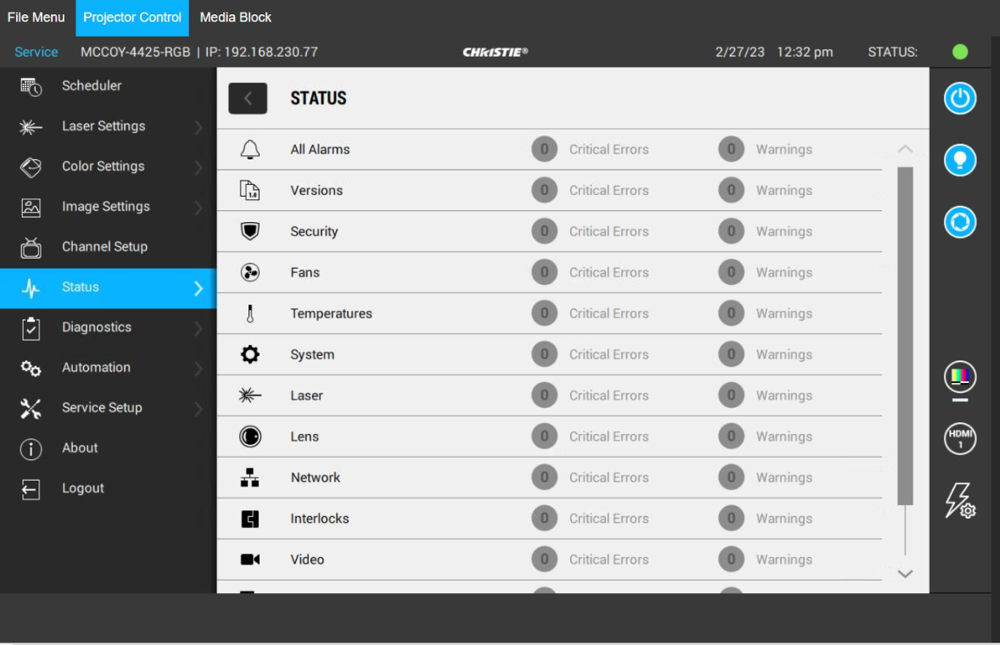 File Menu Projector Control Media Block
Service MCCOY-4425-RGB | IP: 192.168.230.77 CHRISTIE® 2/27/23 12:32 pm STATUS:
Scheduler
Laser Settings
Color Settings
Image Settings
Channel Setup
Status
Diagnostics
Automation
Service Setup
About
Logout
STATUS
All Alarms 0 Critical Errors 0 Warnings
1.0 Versions 0 Critical Errors 0 Warnings
Security 0 Critical Errors 0 Warnings
Fans 0 Critical Errors 0 Warnings
Temperatures 0 Critical Errors 0 Warnings
System 0 Critical Errors 0 Warnings
Laser 0 Critical Errors 0 Warnings
Lens 0 Critical Errors 0 Warnings
Network 0 Critical Errors 0 Warnings
Interlocks 0 Critical Errors 0 Warnings
Video 0 Critical Errors 0 Warnings
HDMI
1